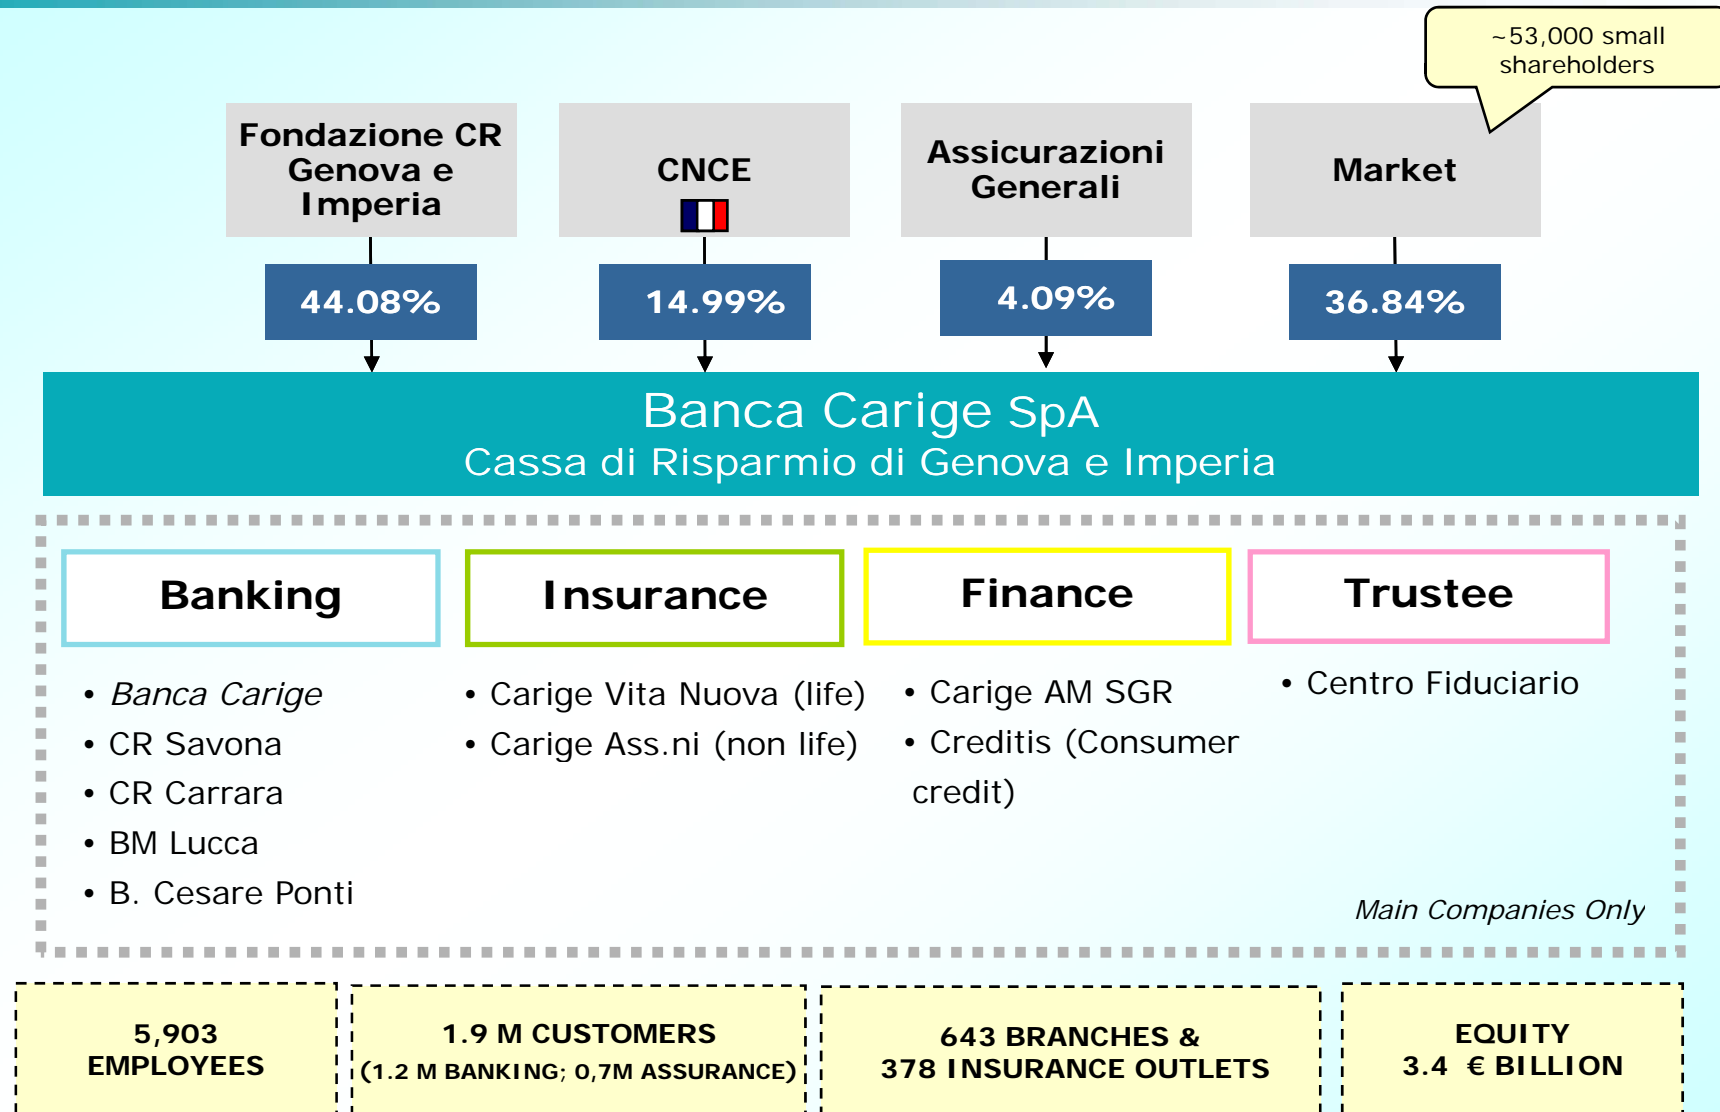 ~53,000 small
shareholders
Fondazione CR
Genova e
Imperia
CNCE
Assicurazioni
Generali
Market
44.08%
14.99%
4.09%
36.84%
Banca Carige SpA
Cassa di Risparmio di Genova e Imperia
Banking
Insurance
Finance
Trustee
• Banca Carige
• CR Savona
• CR Carrara
• BM Lucca
• B. Cesare Ponti
• Carige Vita Nuova (life)
• Carige Ass.ni (non life)
• Carige AM SGR
• Creditis (Consumer
credit)
• Centro Fiduciario
Main Companies Only
5,903
EMPLOYEES
1.9 M CUSTOMERS
(1.2 M BANKING; 0,7M ASSURANCE)
643 BRANCHES &
378 INSURANCE OUTLETS
EQUITY
3.4 € BILLION